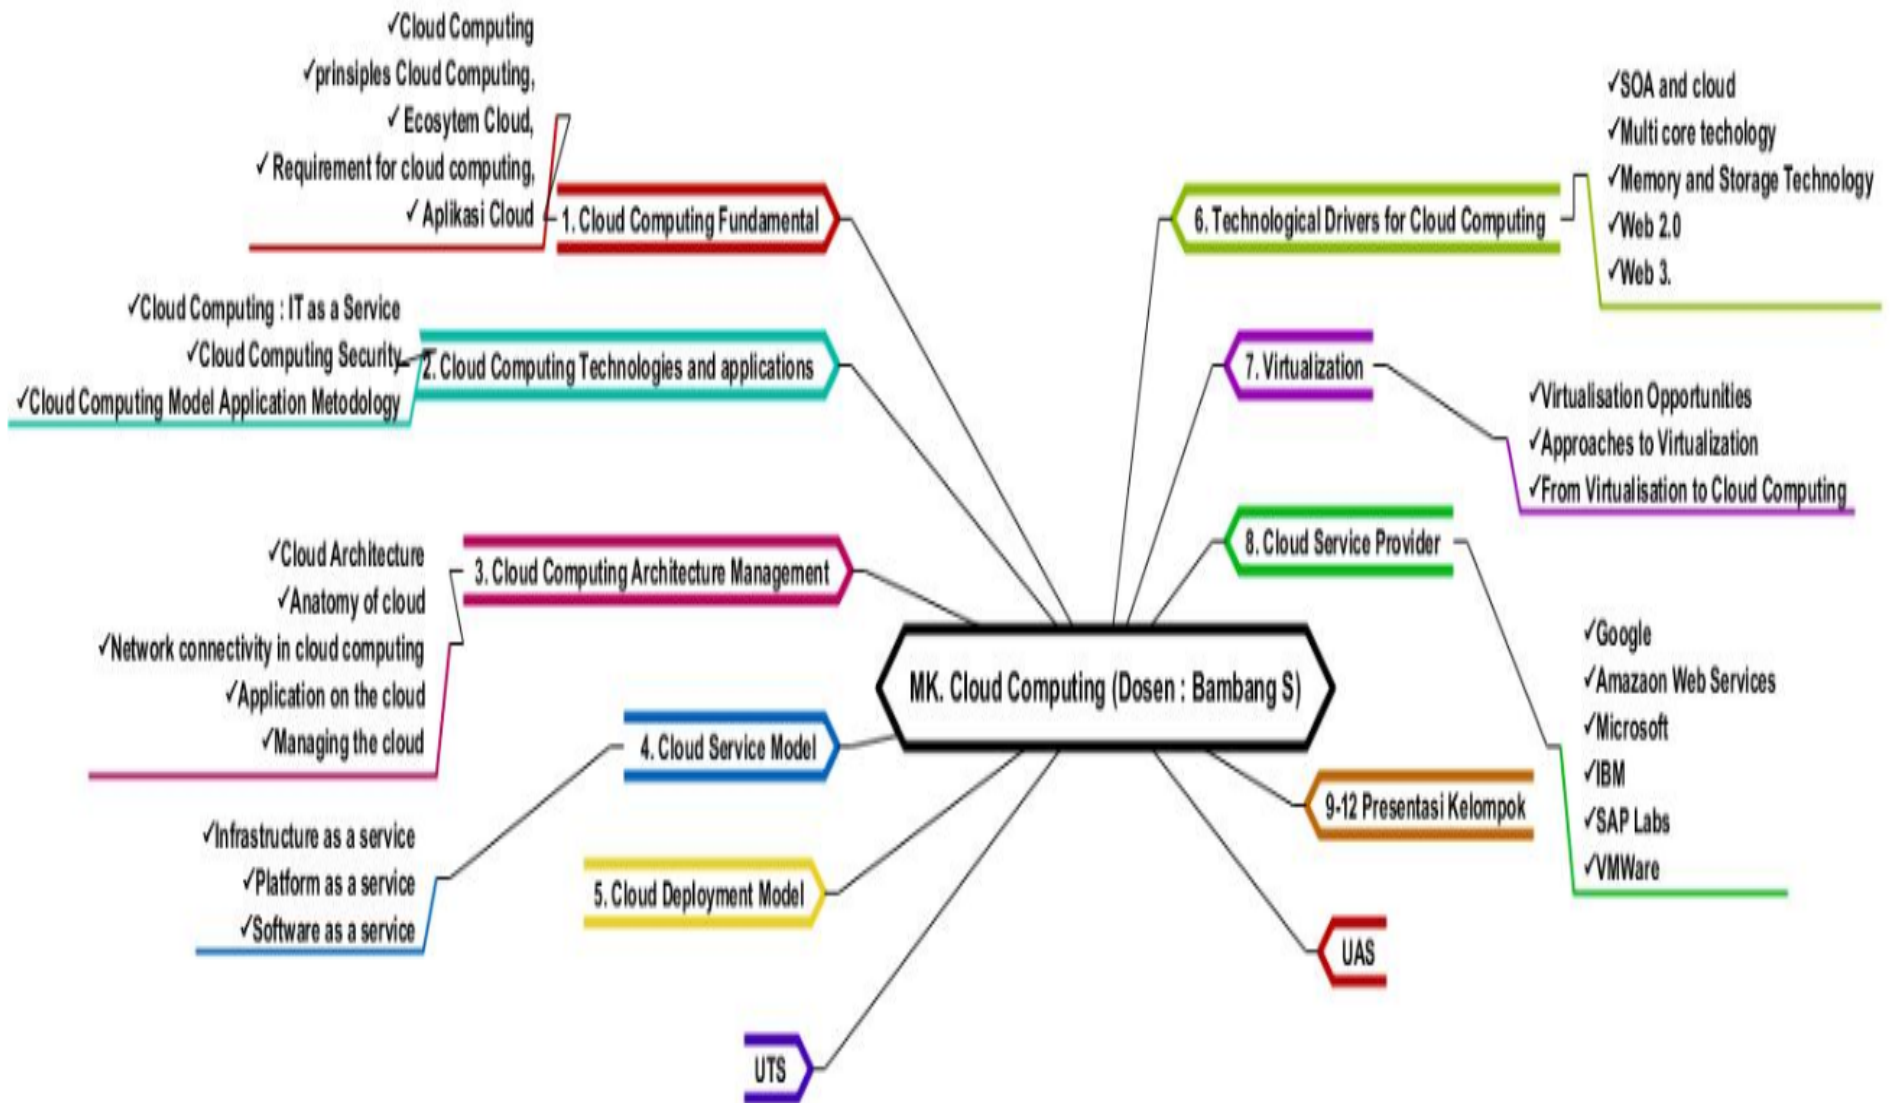 MK. Cloud Computing (Dosen : Bambang S)
1. Cloud Computing Fundamental
✓Cloud Computing
✓prinsiples Cloud Computing,
✓ Ecosytem Cloud,
✓ Requirement for cloud computing,
✓ Aplikasi Cloud
2. Cloud Computing Technologies and applications
✓Cloud Computing : IT as a Service
✓Cloud Computing Security
✓Cloud Computing Model Application Metodology
3. Cloud Computing Architecture Management
✓Cloud Architecture
✓Anatomy of cloud
✓Network connectivity in cloud computing
✓Application on the cloud
✓Managing the cloud
4. Cloud Service Model
✓Infrastructure as a service
✓Platform as a service
✓Software as a service
5. Cloud Deployment Model
UTS
6. Technological Drivers for Cloud Computing
✓SOA and cloud
✓Multi core techology
✓Memory and Storage Technology
✓Web 2.0
✓Web 3.
7. Virtualization
✓Virtualisation Opportunities
✓Approaches to Virtualization
✓From Virtualisation to Cloud Computing
8. Cloud Service Provider
✓Google
✓Amazaon Web Services
✓Microsoft
✓IBM
✓SAP Labs
✓VMWare
9-12 Presentasi Kelompok
UAS